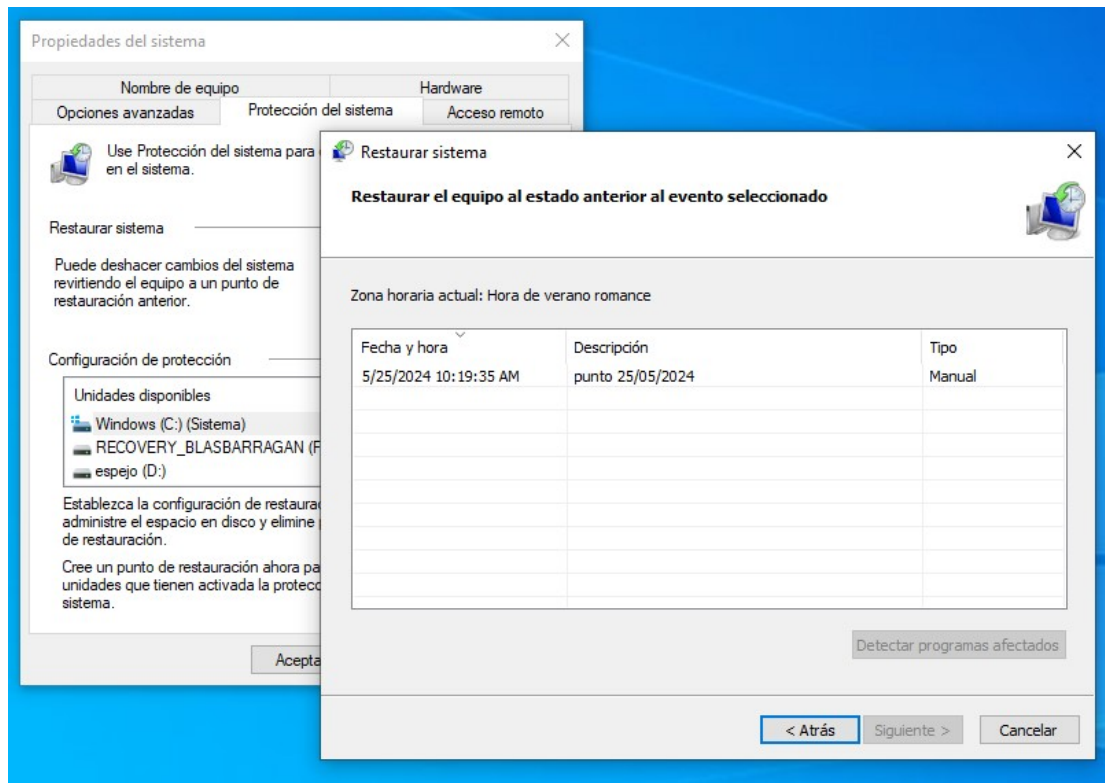 Propiedades del sistema
Nombre de equipo
Hardware
Opciones avanzadas
Protección del sistema
Acceso remoto
Use Protección del sistema para
en el sistema.
Restaurar sistema
Puede deshacer cambios del sistema
revirtiendo el equipo a un punto de
restauración anterior.
Configuración de protección
Unidades disponibles
Windows (C:) (Sistema)
RECOVERY_BLASBARRAGAN (F
espejo (D:)
Establezca la configuración de restaura
administre el espacio en disco y elimine
de restauración.
Cree un punto de restauración ahora pa
unidades que tienen activada la protecc
sistema.
Acepta
Restaurar sistema
Restaurar el equipo al estado anterior al evento seleccionado
Zona horaria actual: Hora de verano romance
Fecha y hora Descripción Tipo
5/25/2024 10:19:35 AM punto 25/05/2024 Manual
Detectar programas afectados
< Atrás
Siguiente >
Cancelar